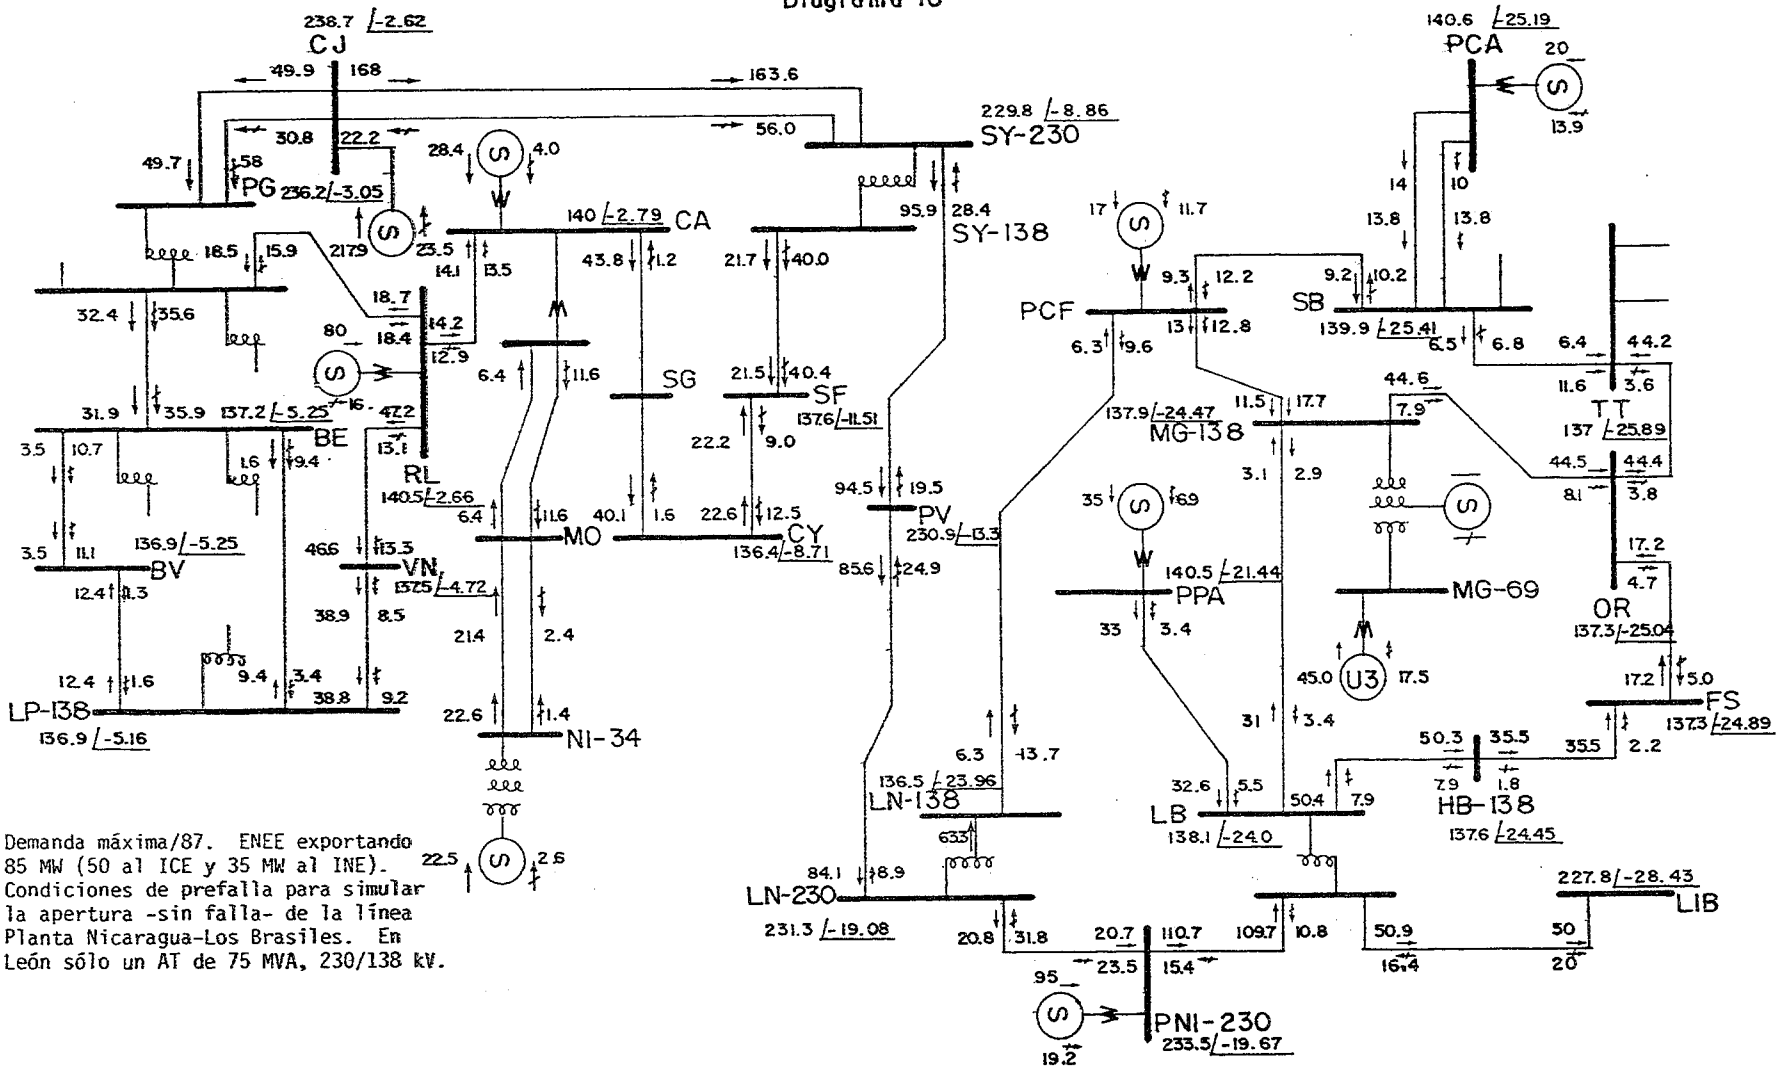 Diagrama 18
238.7 /-2.62
CJ
49.9 168
163.6
30.8 22.2
56.0
49.7 58
PG 236.2/-3.05
217.9 23.5
28.4 S 4.0
140 /-2.79 CA
229.8 /-8.86
SY-230
95.9 28.4
SY-138
140.6 /-25.19
PCA
20
S
13.9
14 10
13.8 13.8
17 S 11.7
PCF
9.3 12.2
9.2 10.2
SB
139.9 /-25.41
13 12.8
6.3 9.6
6.5 6.8
6.4 44.2
11.6 3.6
TT
137 /-25.89
18.5 15.9
14.1 13.5
43.8 1.2
21.7 40.0
32.4 35.6
18.7
18.4
14.2
12.9
80
S
16.
6.4 11.6
SG
21.5 40.4
SF
137.6/-11.51
22.2 9.0
31.9 35.9 137.2 /-5.25
BE
3.5 10.7
1.6 9.4
47.2
13.1
RL
140.5/-2.66
6.4 11.6
MO
40.1 1.6
22.6 12.5
CY
136.4/-8.71
94.5 19.5
PV
230.9/-13.3
85.6 24.9
137.9/-24.47
MG-138
11.5 17.7
44.6
7.9
3.1 2.9
44.5 44.4
8.1 3.8
S
35 S 6.9
140.5 /-21.44
PPA
33 3.4
MG-69
45.0 U3 17.5
17.2
4.7
OR
137.3/-25.04
17.2 5.0
FS
137.3/-24.89
3.5 11.1
136.9/-5.25
BV
12.4 1.3
46.6 13.3
VN
137.5/-4.72
38.9 8.5
21.4 2.4
12.4 1.6
9.4 3.4
38.8 9.2
LP-138
136.9 /-5.16
22.6 1.4
NI-34
22.5 S 2.6
6.3 13.7
136.5/-23.96
LN-138
63.3
31 3.4
32.6 5.5
50.4 7.9
LB
138.1 /-24.0
50.3 35.5
7.9 1.8
HB-138
137.6 /-24.45
35.5 2.2
84.1 8.9
LN-230
231.3 /-19.08
20.8 31.8
20.7 110.7
23.5 15.4
109.7 10.8
50.9
16.4
50
20
227.8/-28.43
LIB
95
S
19.2
PNI-230
233.5/-19.67
Demanda máxima/87. ENEE exportando
85 MW (50 al ICE y 35 MW al INE).
Condiciones de prefalla para simular
la apertura -sin falla- de la línea
Planta Nicaragua-Los Brasiles. En
León sólo un AT de 75 MVA, 230/138 kV.